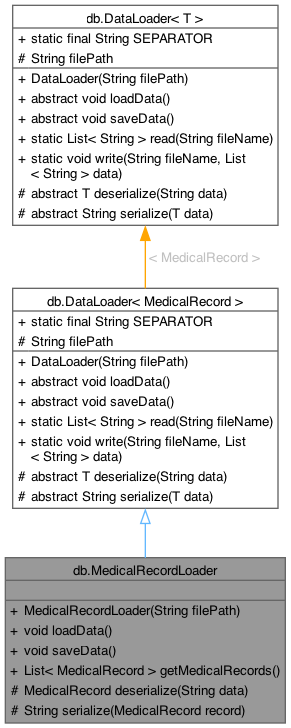 db.DataLoader< T >
+ static final String SEPARATOR
# String filePath
+ DataLoader(String filePath)
+ abstract void loadData()
+ abstract void saveData()
+ static List< String > read(String fileName)
+ static void write(String fileName, List
< String > data)
# abstract T deserialize(String data)
# abstract String serialize(T data)
< MedicalRecord >
db.DataLoader< MedicalRecord >
+ static final String SEPARATOR
# String filePath
+ DataLoader(String filePath)
+ abstract void loadData()
+ abstract void saveData()
+ static List< String > read(String fileName)
+ static void write(String fileName, List
< String > data)
# abstract T deserialize(String data)
# abstract String serialize(T data)
db.MedicalRecordLoader
+ MedicalRecordLoader(String filePath)
+ void loadData()
+ void saveData()
+ List< MedicalRecord > getMedicalRecords()
# MedicalRecord deserialize(String data)
# String serialize(MedicalRecord record)